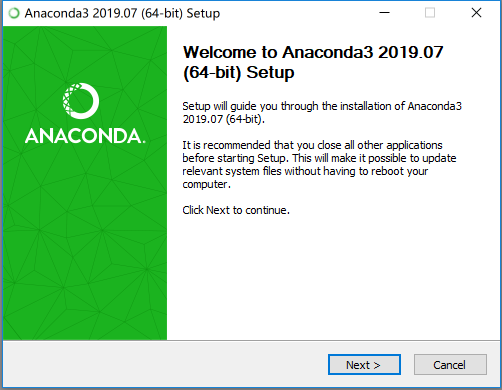 Anaconda3 2019.07 (64-bit) Setup
Welcome to Anaconda3 2019.07
(64-bit) Setup
ANACONDA.
Setup will guide you through the installation of Anaconda3
2019.07 (64-bit).
It is recommended that you close all other applications
before starting Setup. This will make it possible to update
relevant system files without having to reboot your
computer.
Click Next to continue.
Next >
Cancel